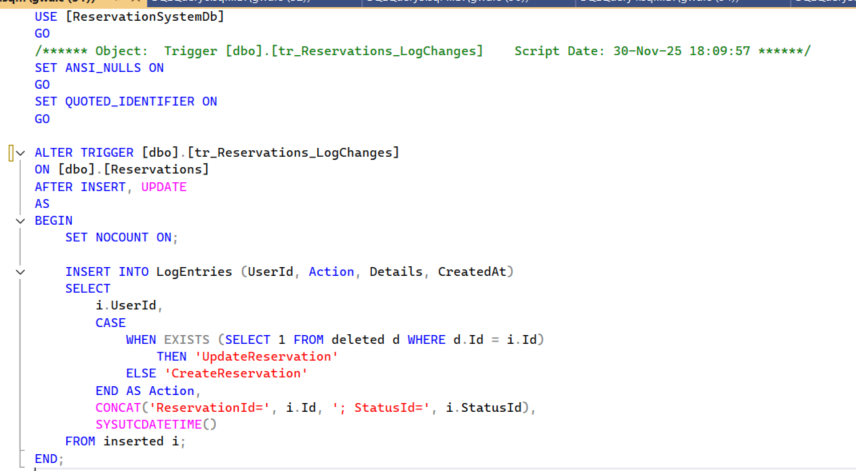 USE [ReservationSystemDb]
GO
/****** Object:  Trigger [dbo].[tr_Reservations_LogChanges]    Script Date: 30-Nov-25 18:09:57 ******/
SET ANSI_NULLS ON
GO
SET QUOTED_IDENTIFIER ON
GO
ALTER TRIGGER [dbo].[tr_Reservations_LogChanges]
ON [dbo].[Reservations]
AFTER INSERT, UPDATE
AS
BEGIN
    SET NOCOUNT ON;
    INSERT INTO LogEntries (UserId, Action, Details, CreatedAt)
    SELECT
        i.UserId,
        CASE
            WHEN EXISTS (SELECT 1 FROM deleted d WHERE d.Id = i.Id)
                THEN 'UpdateReservation'
            ELSE 'CreateReservation'
        END AS Action,
        CONCAT('ReservationId=', i.Id, '; StatusId=', i.StatusId),
        SYSUTCDATETIME()
    FROM inserted i;
END;